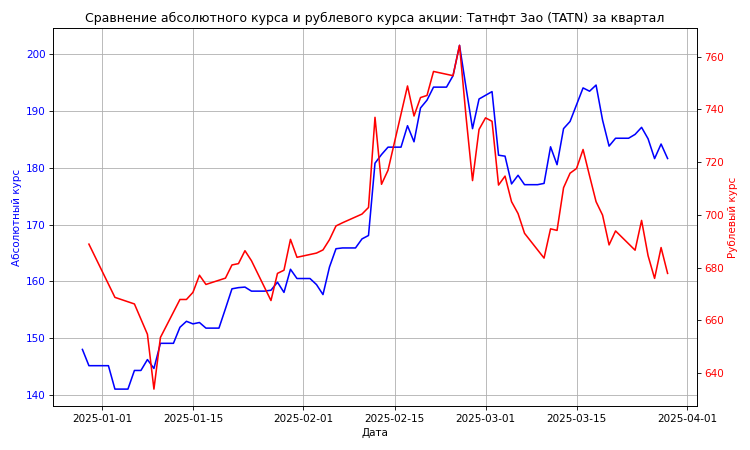 Сравнение абсолютного курса и рублевого курса акции: Татнфт 3ао (TATN) за квартал
Абсолютный курс
200
190
180
170
160
150
140
760
740
720
700
680
660
640
Рублевый курс
2025-01-01 2025-01-15 2025-02-01 2025-02-15 2025-03-01 2025-03-15 2025-04-01
Дата